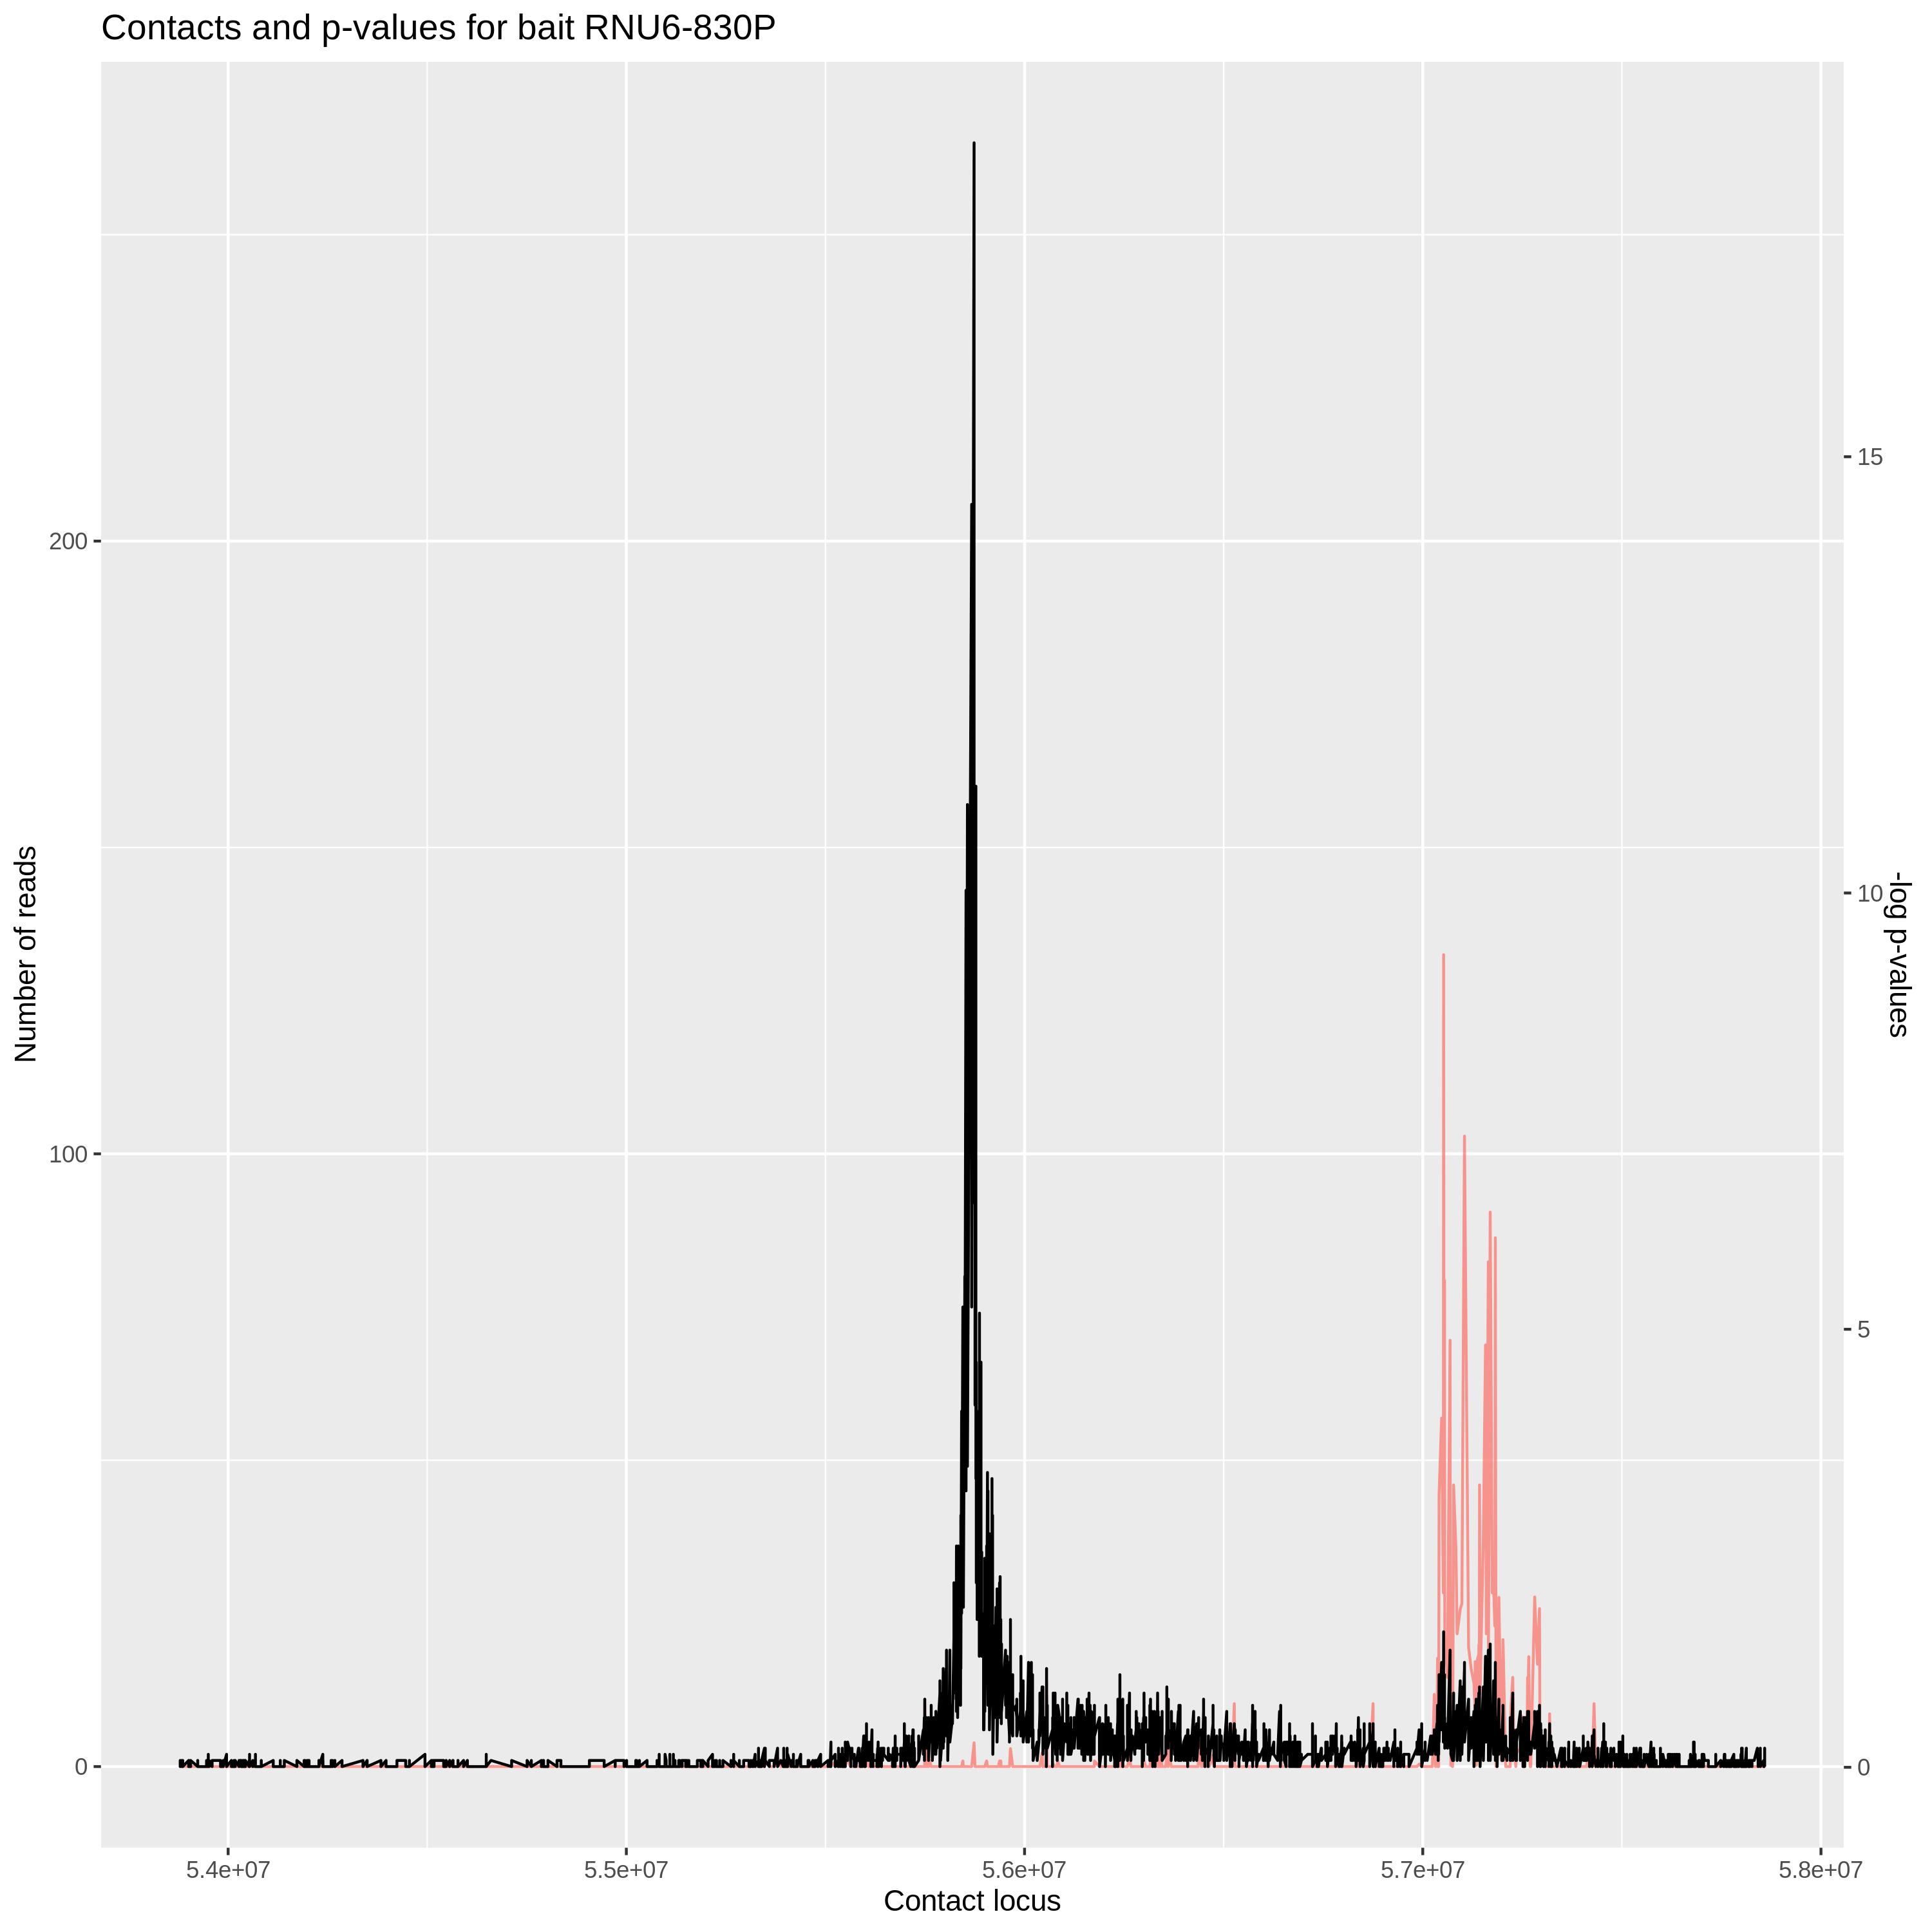 Contacts and p-values for bait RNU6-830P
Number of reads
200
100
0
15
10
5
0
-log p-values
5.4e+07
5.5e+07
5.6e+07
5.7e+07
5.8e+07
Contact locus